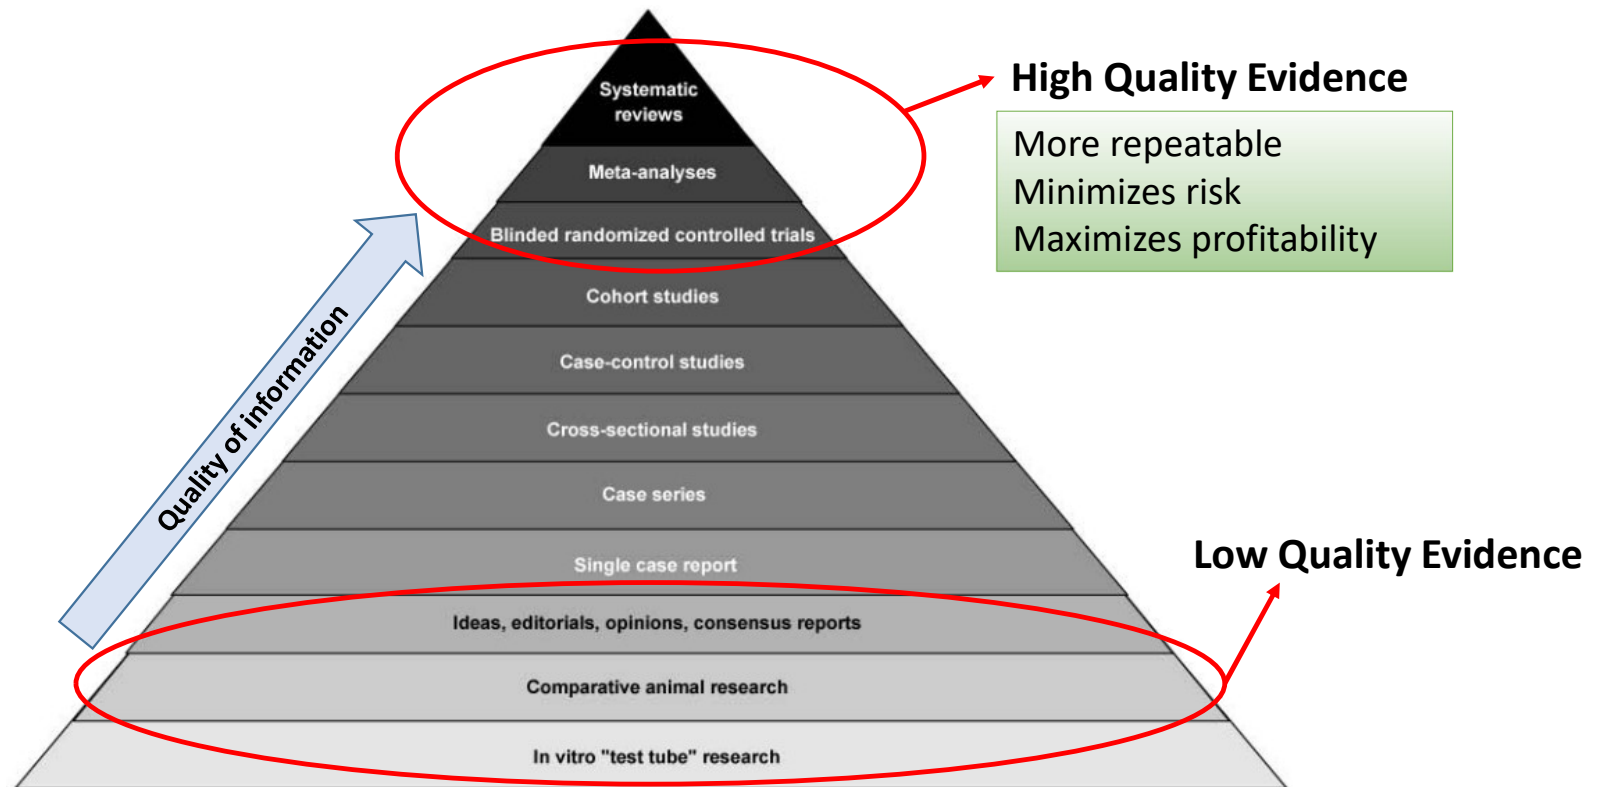 Systematic
reviews
Meta-analyses
Blinded randomized controlled trials
Cohort studies
Case-control studies
Cross-sectional studies
Case series
Single case report
Ideas, editorials, opinions, consensus reports
Comparative animal research
In vitro "test tube" research
Quality of information
High Quality Evidence
More repeatable
Minimizes risk
Maximizes profitability
Low Quality Evidence